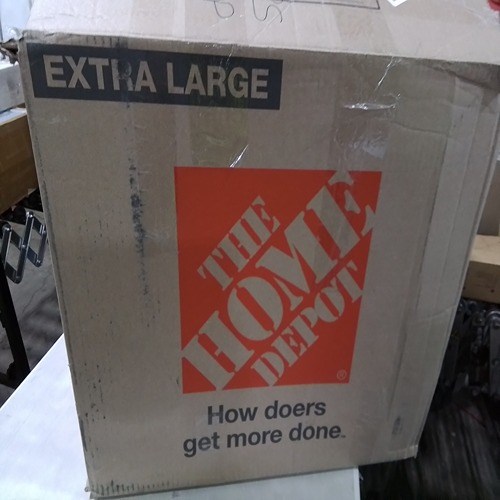 EXTRA LARGE
THE
HOME
DEPOT
®
How doers
get more done.